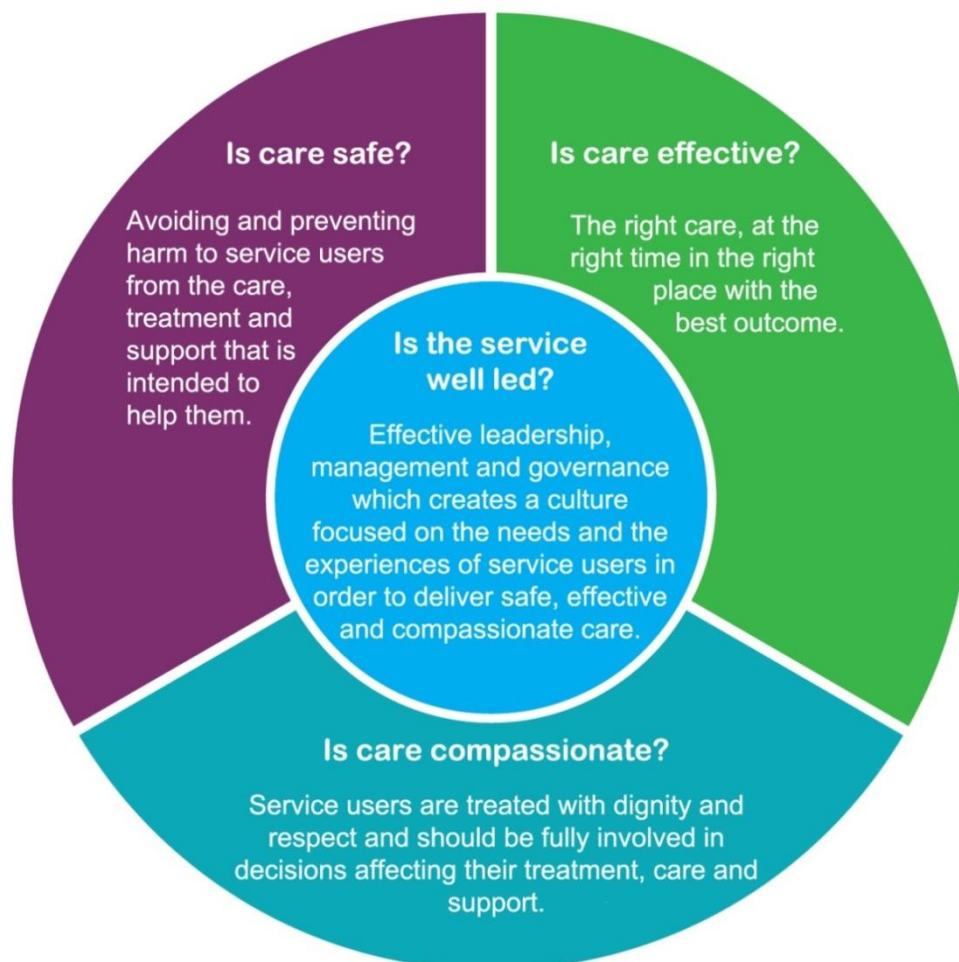 Is care safe?
Avoiding and preventing
harm to service users
from the care,
treatment and
support that is
intended to
help them.
Is care effective?
The right care, at the
right time in the right
place with the
best outcome.
Is the service
well led?
Effective leadership,
management and governance
which creates a culture
focused on the needs and the
experiences of service users in
order to deliver safe, effective
and compassionate care.
Is care compassionate?
Service users are treated with dignity and
respect and should be fully involved in
decisions affecting their treatment, care and
support.